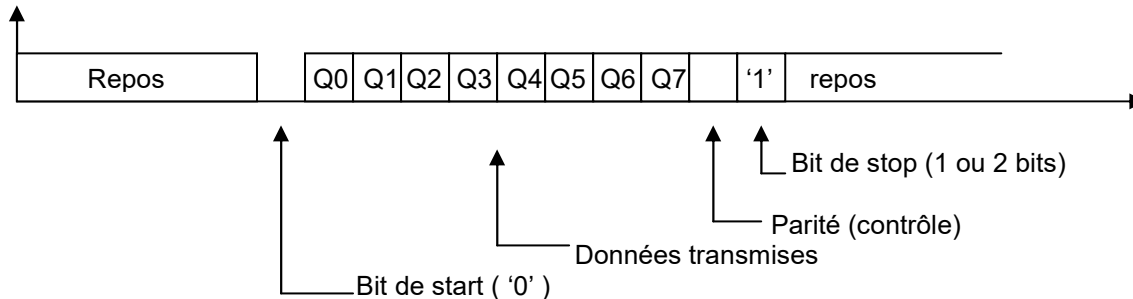 Repos Q0 Q1 Q2 Q3 Q4 Q5 Q6 Q7 ‘1’ repos
Bit de stop (1 ou 2 bits)
Parité (contrôle)
Données transmises
Bit de start ( ‘0’ )